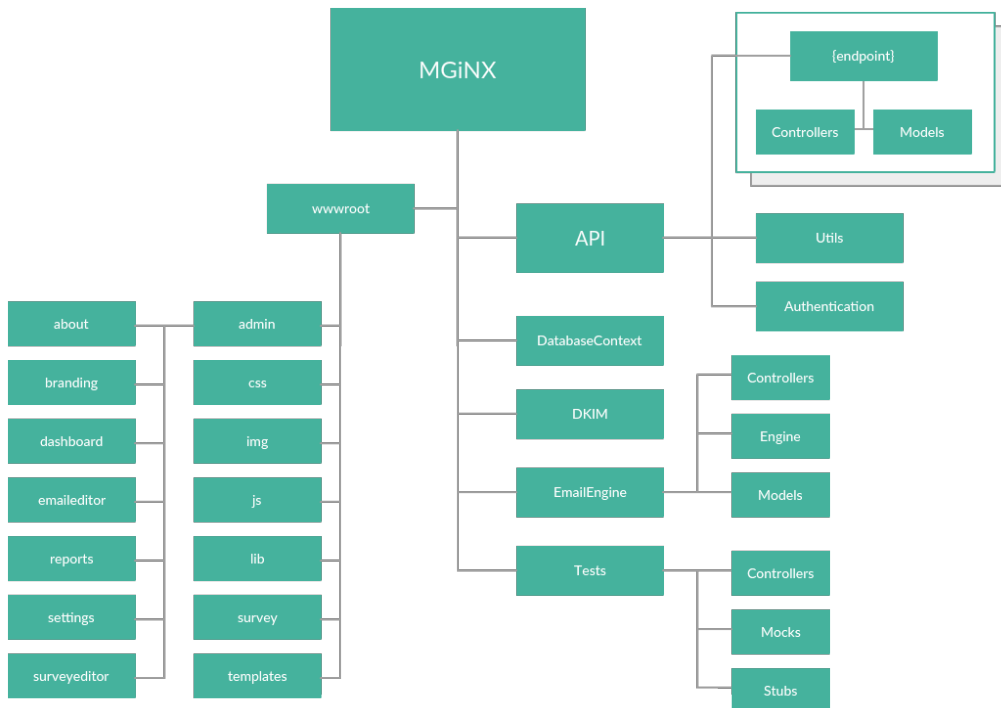 MGiNX
{endpoint}
Controllers
Models
wwwroot
API
Utils
Authentication
about
admin
branding
css
dashboard
img
emaileditor
js
reports
lib
settings
survey
surveyeditor
templates
DatabaseContext
DKIM
EmailEngine
Controllers
Engine
Models
Tests
Controllers
Mocks
Stubs